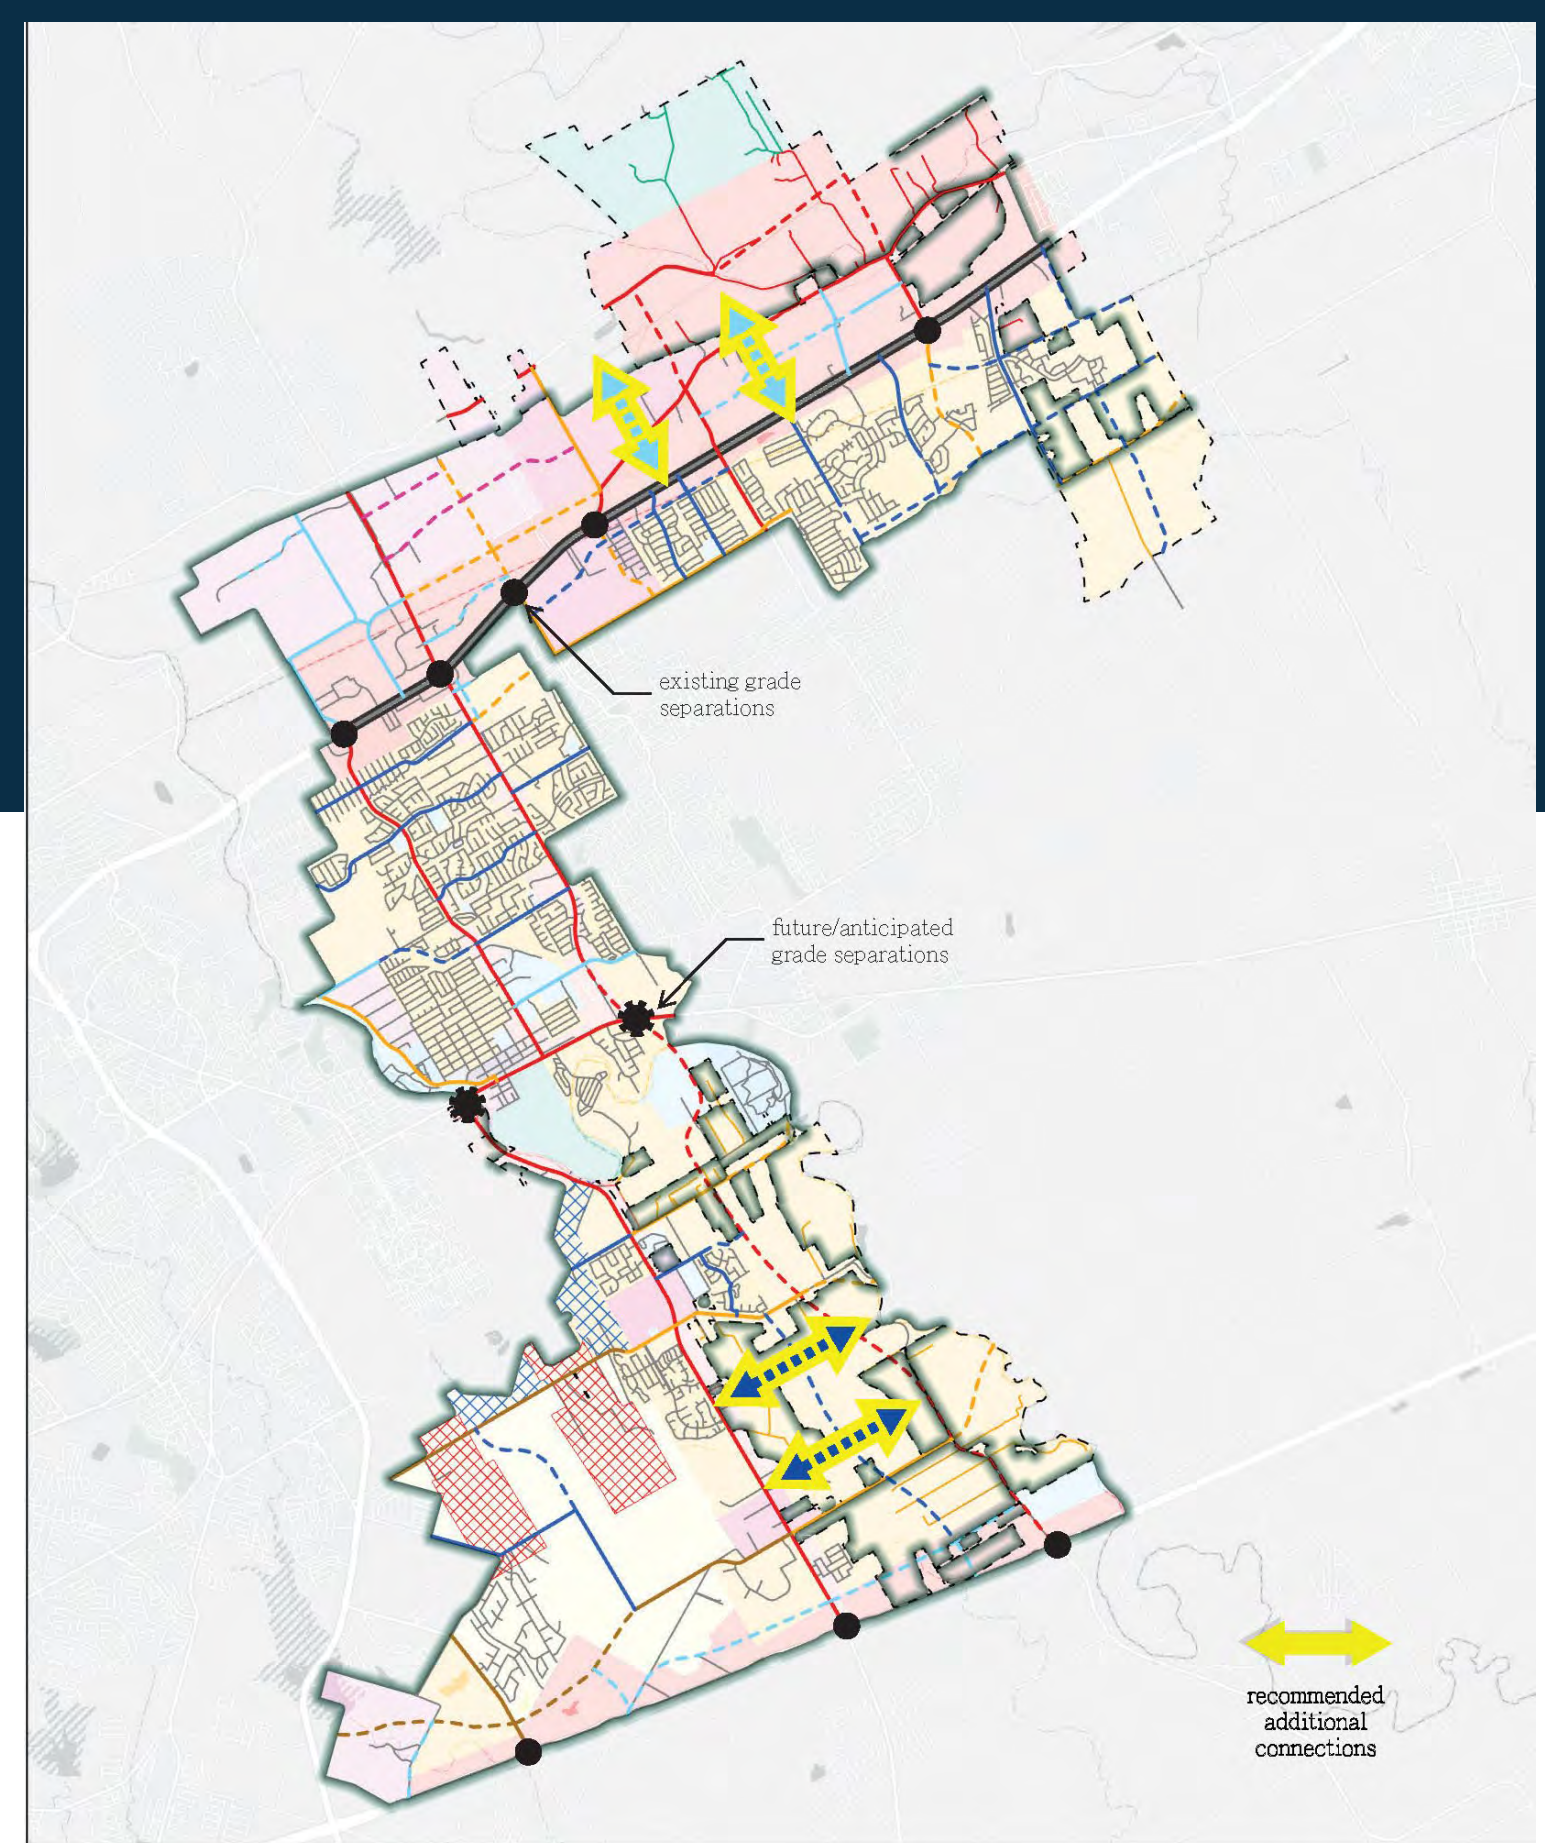 existing grade
separations
future/anticipated
grade separations
recommended
additional
connections